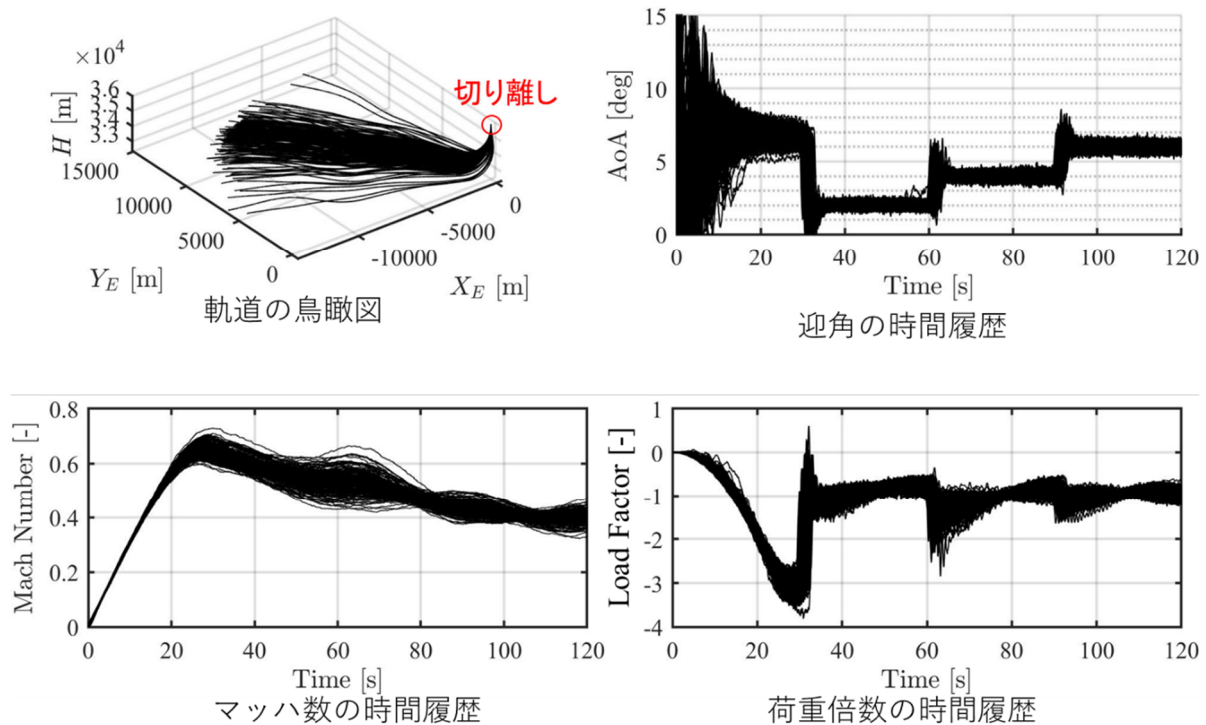 ×10⁴
切り離し
H [m]
3.6
3.5
3.4
3.3
15000
10000
5000
0
Y_E [m]
0
-5000
-10000
X_E [m]
軌道の鳥瞰図
AoA [deg]
15
10
5
0
0 20 40 60 80 100 120
Time [s]
迎角の時間履歴
Mach Number [-]
0.8
0.6
0.4
0.2
0
0 20 40 60 80 100 120
Time [s]
マッハ数の時間履歴
Load Factor [-]
1
0
-1
-2
-3
-4
0 20 40 60 80 100 120
Time [s]
荷重倍数の時間履歴